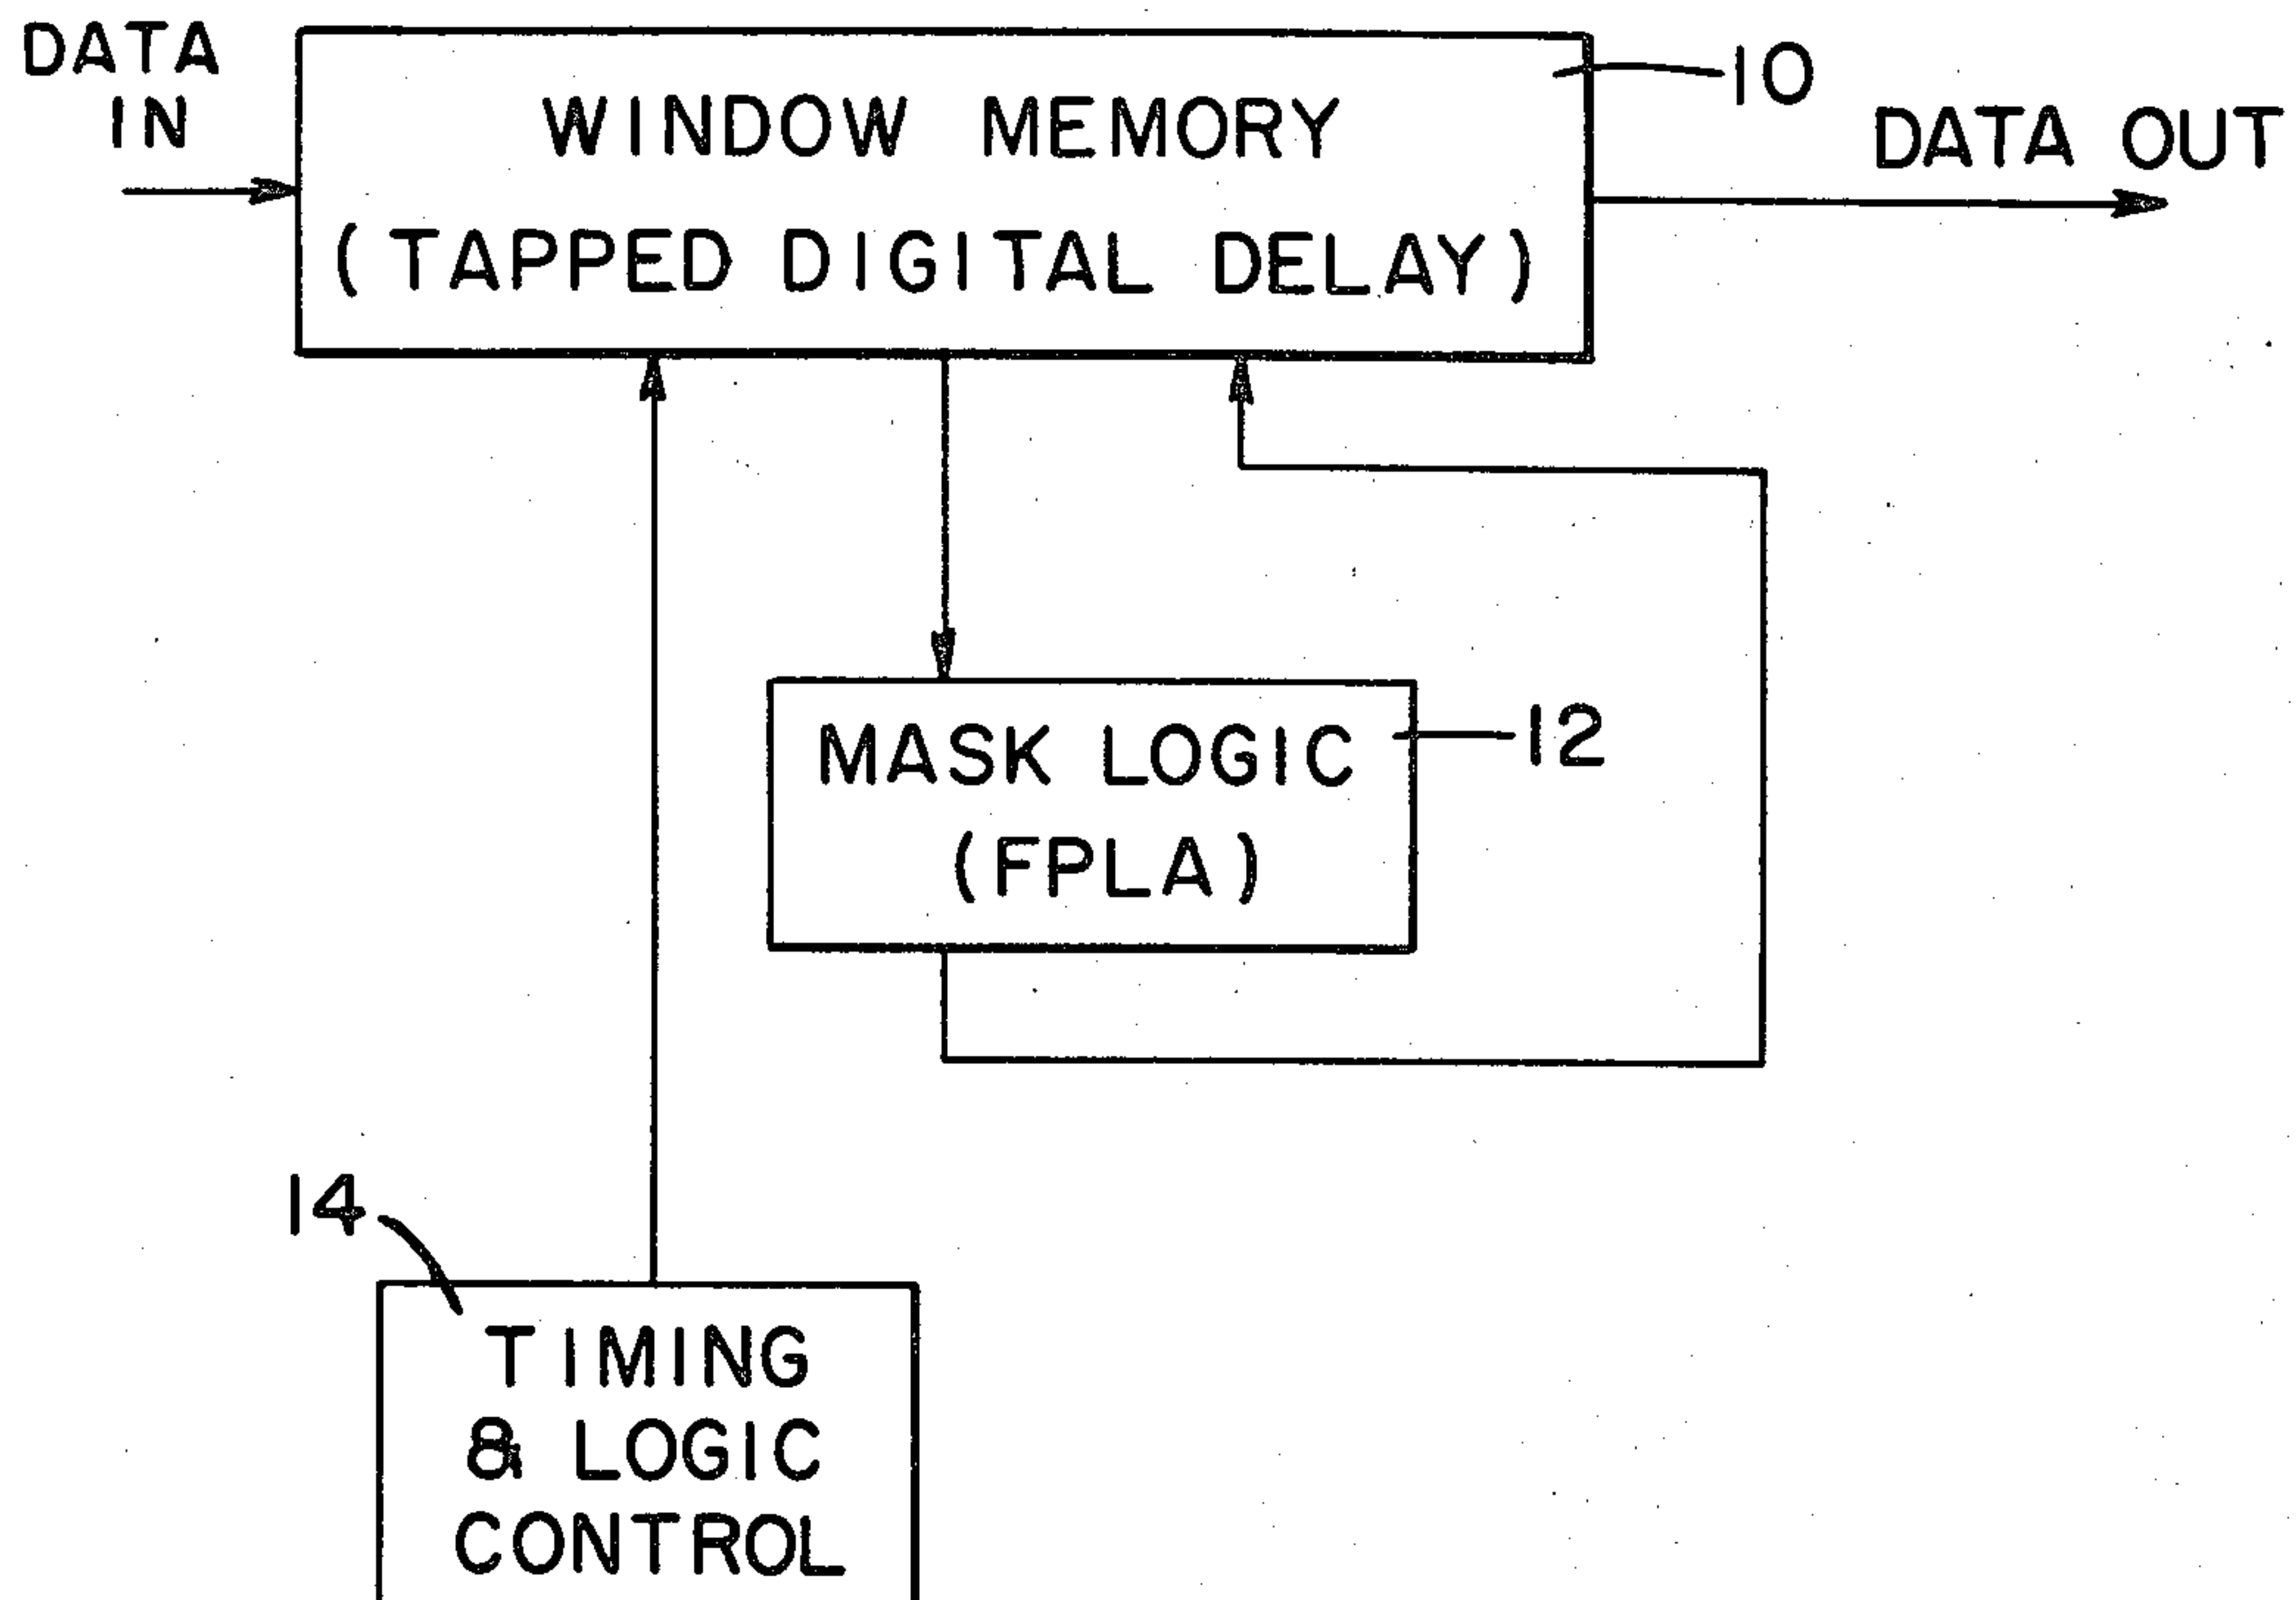 DATA
IN
WINDOW MEMORY
(TAPPED DIGITAL DELAY)
10
DATA OUT
MASK LOGIC
(FPLA)
12
14
TIMING
& LOGIC
CONTROL